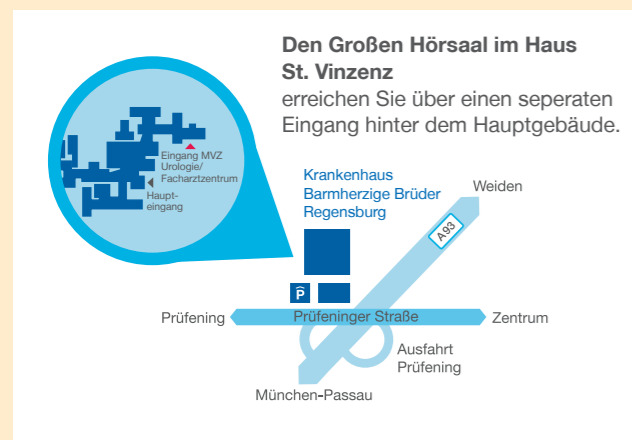 Den Großen Hörsaal im Haus
St. Vinzenz
erreichen Sie über einen seperaten
Eingang hinter dem Hauptgebäude.
Eingang MVZ
Urologie/
Facharztzentrum
Haupt-
eingang
Krankenhaus
Barmherzige Brüder
Regensburg
Weiden
A93
P
Prüfening
Prüfeninger Straße
Zentrum
Ausfahrt
Prüfening
München-Passau